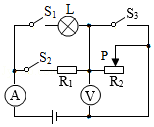 S₁ L S₃
S₂ P
R₁ R₂
A V